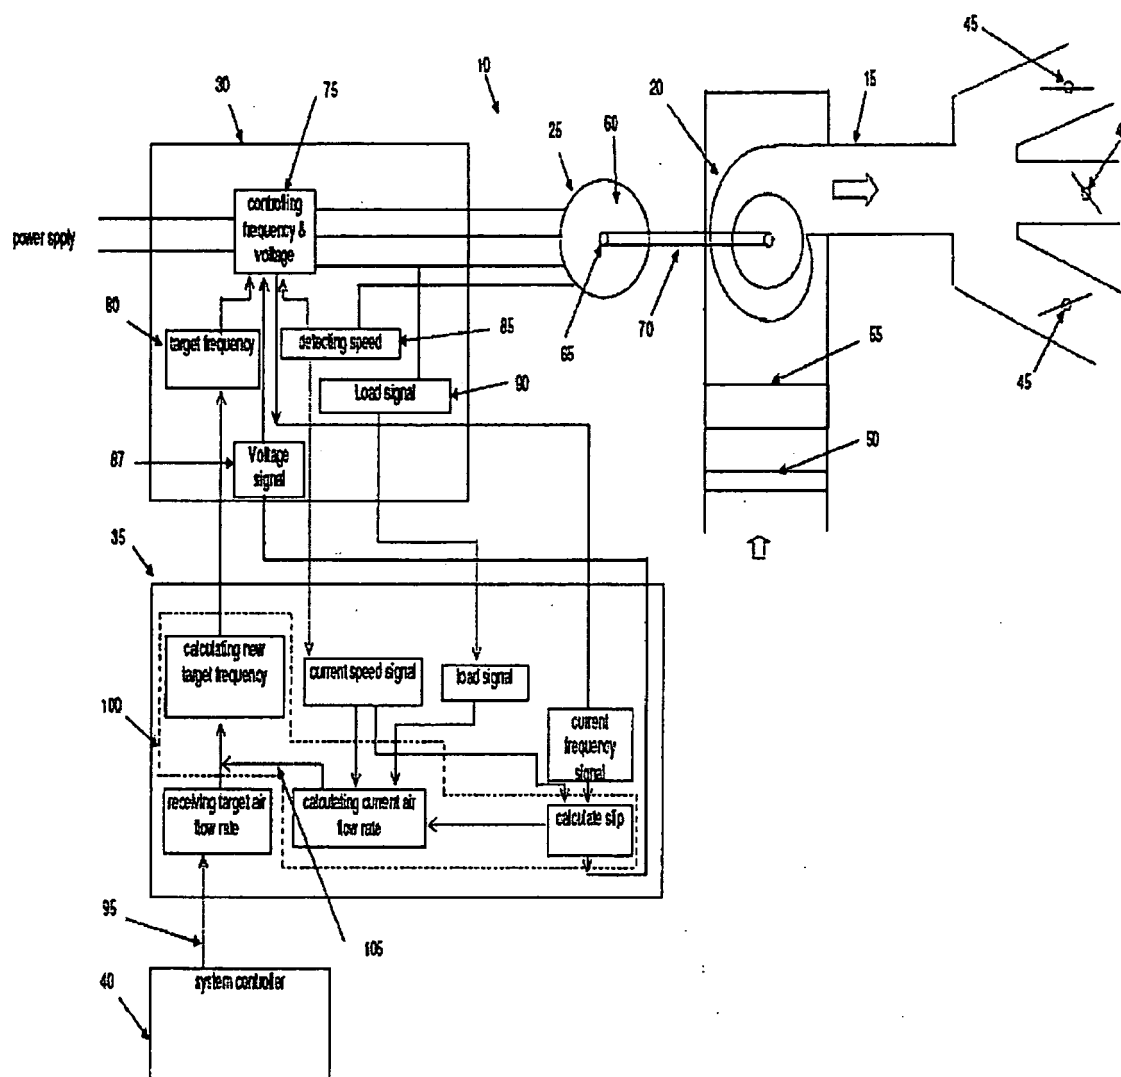 45
10
75
30
15
20
60
25
controlling
frequency &
voltage
power spply
80
85
65
70
target frequency
detecting speed
55
45
90
Load signal
50
87
Voltage
signal
35
calculating new
target frequency
current speed signal
load signal
100
current
frequency
signal
receiving target air
flow rate
calculating current air
flow rate
calculate slip
95
105
system controller
40